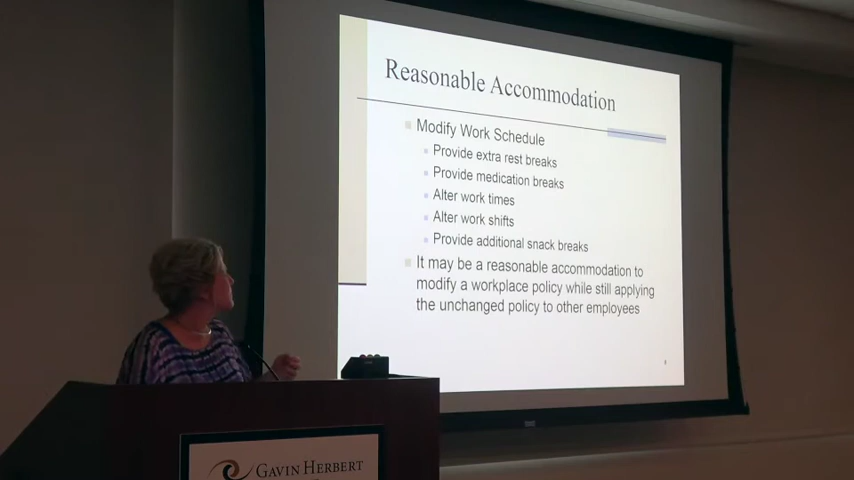 Reasonable Accommodation
Modify Work Schedule
Provide extra rest breaks
Provide medication breaks
Alter work times
Alter work shifts
Provide additional snack breaks
It may be a reasonable accommodation to
modify a workplace policy while still applying
the unchanged policy to other employees
GAVIN HERBERT